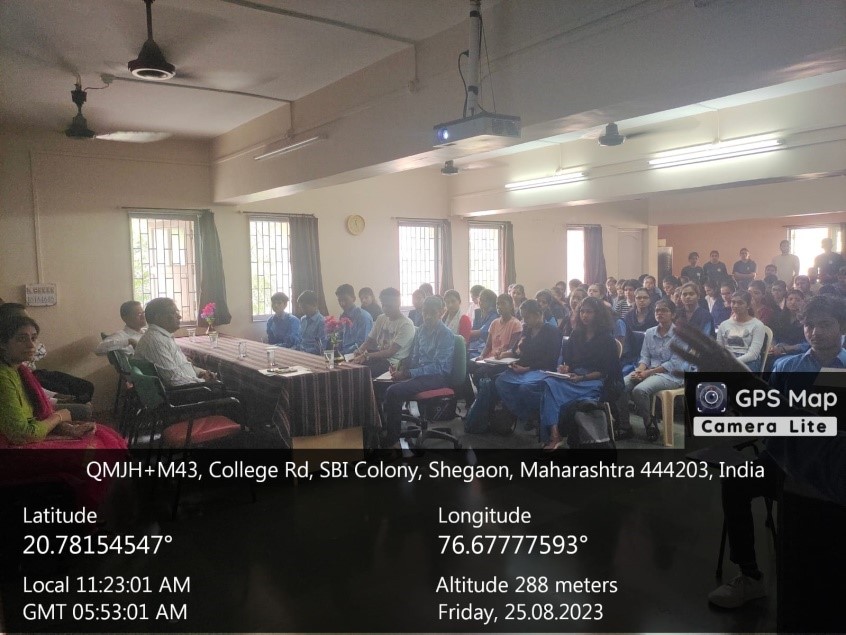 GPS Map
Camera Lite
QMJH+M43, College Rd, SBI Colony, Shegaon, Maharashtra 444203, India
Latitude
Longitude
20.78154547°
76.67777593°
Local 11:23:01 AM
Altitude 288 meters
GMT 05:53:01 AM
Friday, 25.08.2023